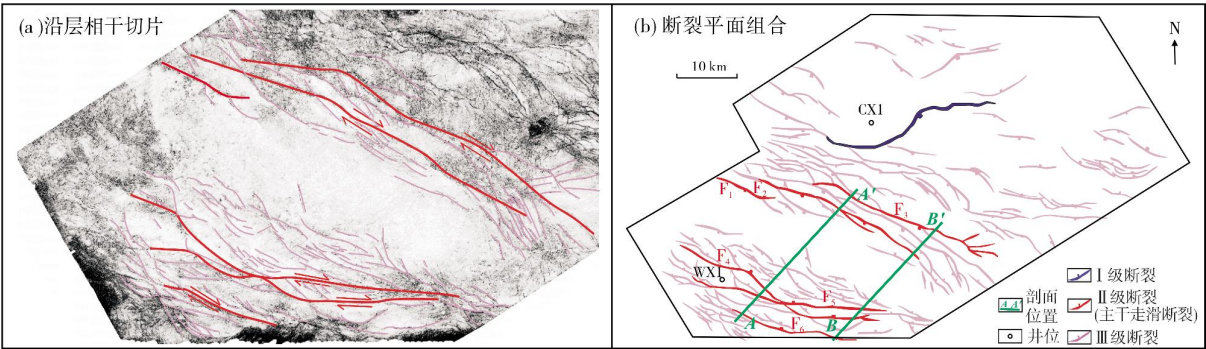 (a)沿层相干切片
(b)断裂平面组合
N
10 km
CX1
F₁
F₂
A'
F₃
B'
F₄
WX1
F₅
A
F₆
B
AA' 剖面位置
井位
Ⅰ级断裂
Ⅱ级断裂
(主干走滑断裂)
Ⅲ级断裂